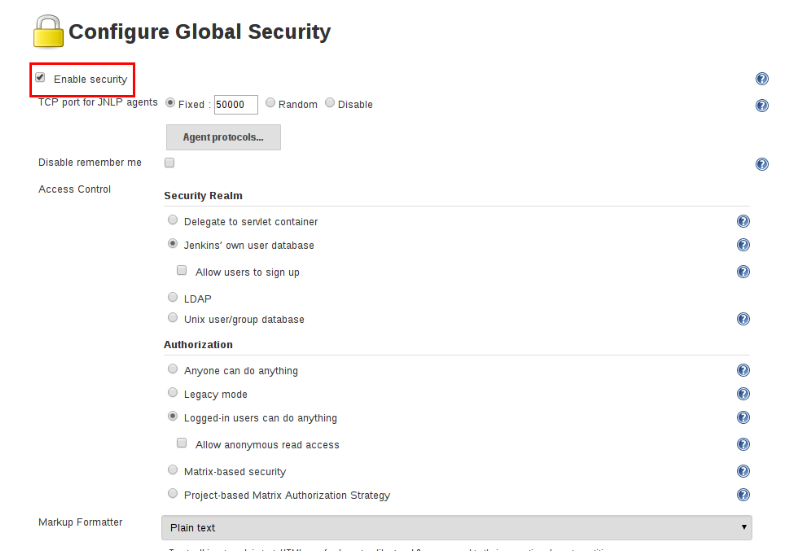 Configure Global Security
Enable security
TCP port for JNLP agents Fixed : 50000 Random Disable
Agent protocols...
Disable remember me
Access Control
Security Realm
Delegate to servlet container
Jenkins' own user database
Allow users to sign up
LDAP
Unix user/group database
Authorization
Anyone can do anything
Legacy mode
Logged-in users can do anything
Allow anonymous read access
Matrix-based security
Project-based Matrix Authorization Strategy
Markup Formatter Plain text